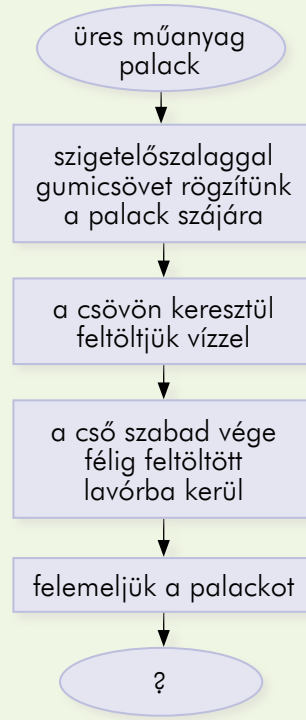 üres műanyag
palack
szigetelőszalaggal
gumicsövet rögzítünk
a palack szájára
a csövön keresztül
feltöltjük vízzel
a cső szabad vége
félig feltöltött
lavórba kerül
felemeljük a palackot
?